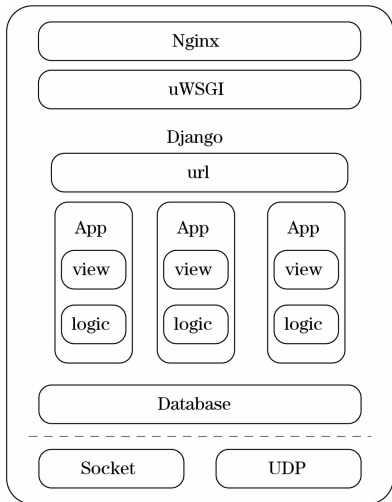 Nginx
uWSGI
Django
url
App App App
view view view
logic logic logic
Database
Socket UDP